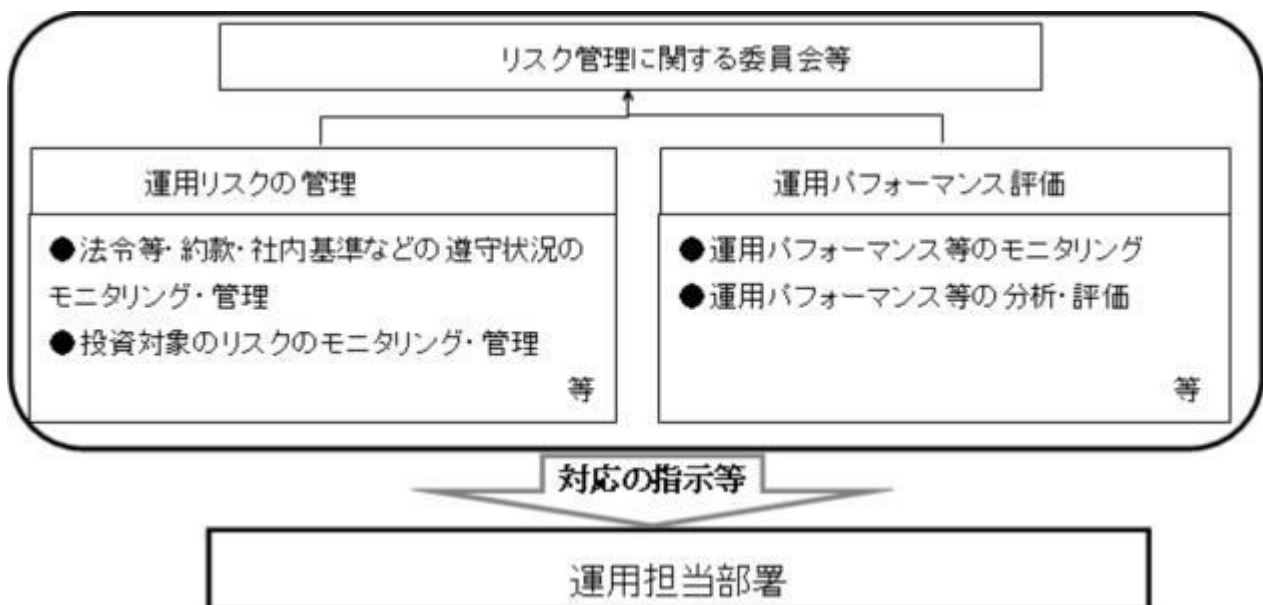 リスク管理に関する委員会等
運用リスクの管理
●法令等・約款・社内基準などの遵守状況の
モニタリング・管理
●投資対象のリスクのモニタリング・管理
等
運用パフォーマンス評価
●運用パフォーマンス等のモニタリング
●運用パフォーマンス等の分析・評価
等
対応の指示等
運用担当部署